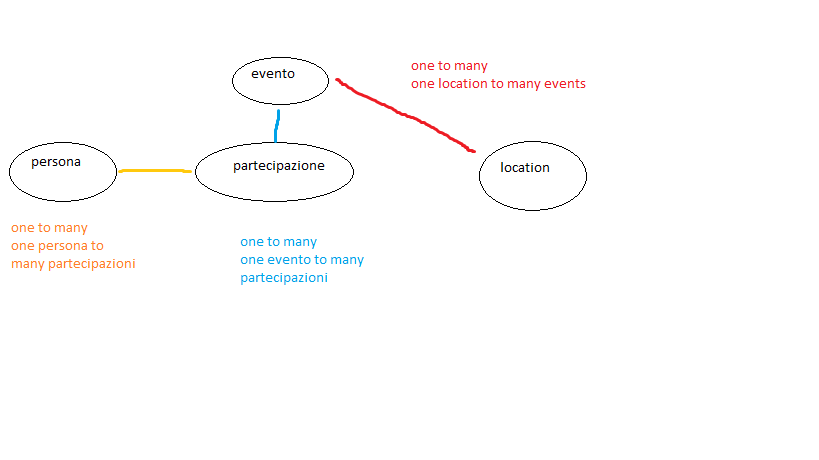 evento
one to many
one location to many events
persona
partecipazione
location
one to many
one persona to
many partecipazioni
one to many
one evento to many
partecipazioni